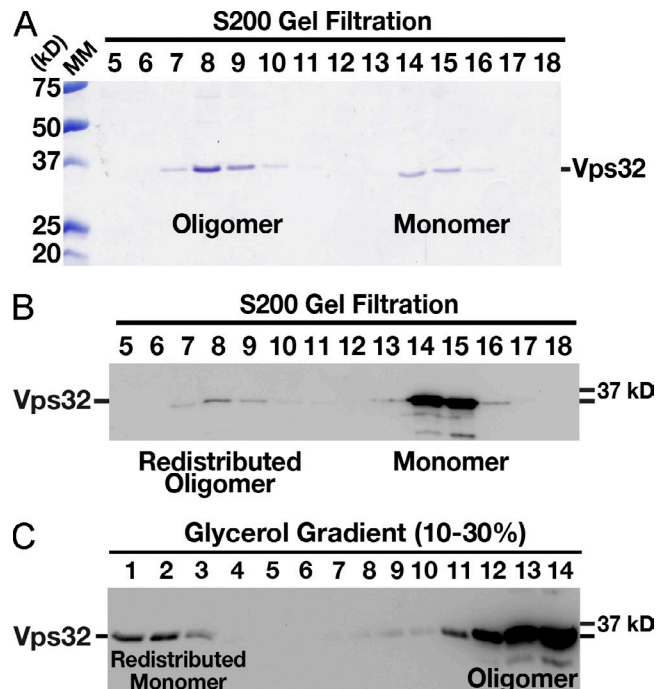 A
S200 Gel Filtration
(kD) MM 5 6 7 8 9 10 11 12 13 14 15 16 17 18
75
50
37
Vps32
Oligomer Monomer
25
20
B
S200 Gel Filtration
5 6 7 8 9 10 11 12 13 14 15 16 17 18
37 kD
Vps32
Redistributed Monomer
Oligomer
C
Glycerol Gradient (10-30%)
1 2 3 4 5 6 7 8 9 10 11 12 13 14
37 kD
Vps32
Redistributed
Monomer Oligomer